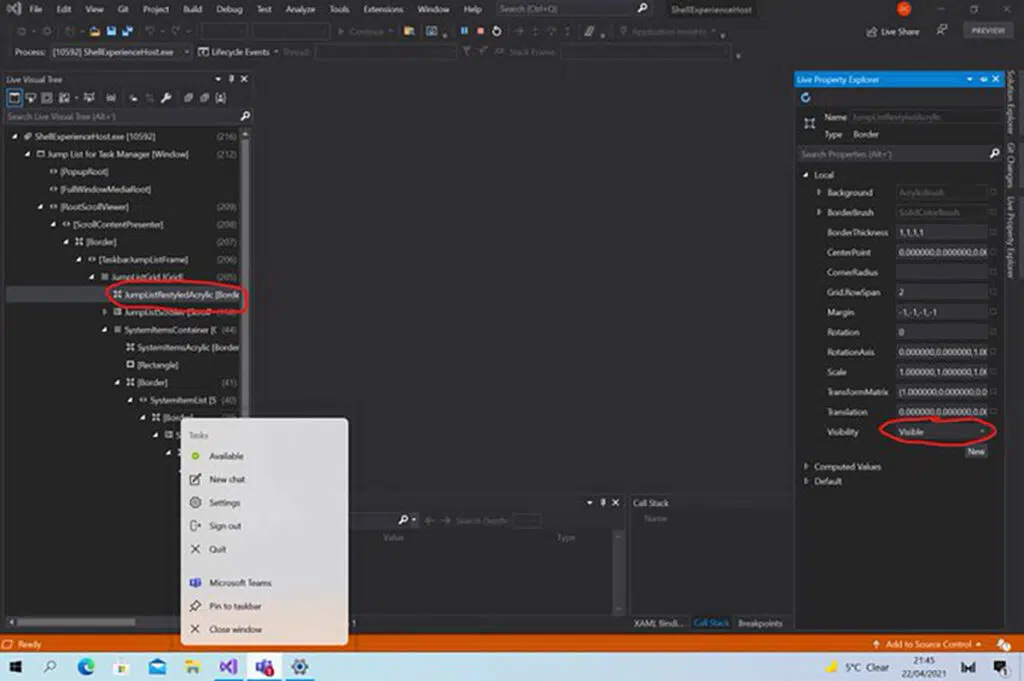 File Edit View Git Project Build Debug Test Analyze Tools Extensions Window Help Search (Ctrl+Q) ShellExperienceHost
Continue Application Insights Live Share PREVIEW
Process: [10592] ShellExperienceHost.exe Lifecycle Events Thread: Stack Frame:
Live Visual Tree
Search Live Visual Tree (Alt+')
ShellExperienceHost.exe [10592] (216)
Jump List for Task Manager [Window] (212)
[PopupRoot]
[FullWindowMediaRoot]
[RootScrollViewer] (209)
[ScrollContentPresenter] (208)
[Border] (207)
[TaskbarJumpListFrame] (206)
JumpListGrid [Grid] (205)
JumpListRestyledAcrylic [Borde
JumpListScroller [Scroll
SystemItemsContainer [G (44)
SystemItemsAcrylic [Border
[Rectangle]
[Border] (41)
SystemItemList [S (40)
[Border]
S
Tasks
Available
New chat
Settings
Sign out
Quit
Microsoft Teams
Pin to taskbar
Close window
Search Depth:
Value Type
Call Stack
Name
XAML Bindi... Call Stack Breakpoints
Live Property Explorer
Name JumpListRestyledAcrylic
Type Border
Search Properties (Alt+')
Local
Background AcrylicBrush
BorderBrush SolidColorBrush
BorderThickness 1,1,1,1
CenterPoint 0.000000,0.000000,0.0
CornerRadius
Grid.RowSpan 2
Margin -1,-1,-1,-1
Rotation 0
RotationAxis 0.000000,0.000000,1.0
Scale 1.000000,1.000000,1.0
TransformMatrix {1.000000,0.000000,0.0
Translation 0.000000,0.000000,0.0
Visibility Visible
New
Computed Values
Default
Solution Explorer
Git Changes
Live Property Explorer
Ready Add to Source Control
5°C Clear 21:45
22/04/2021